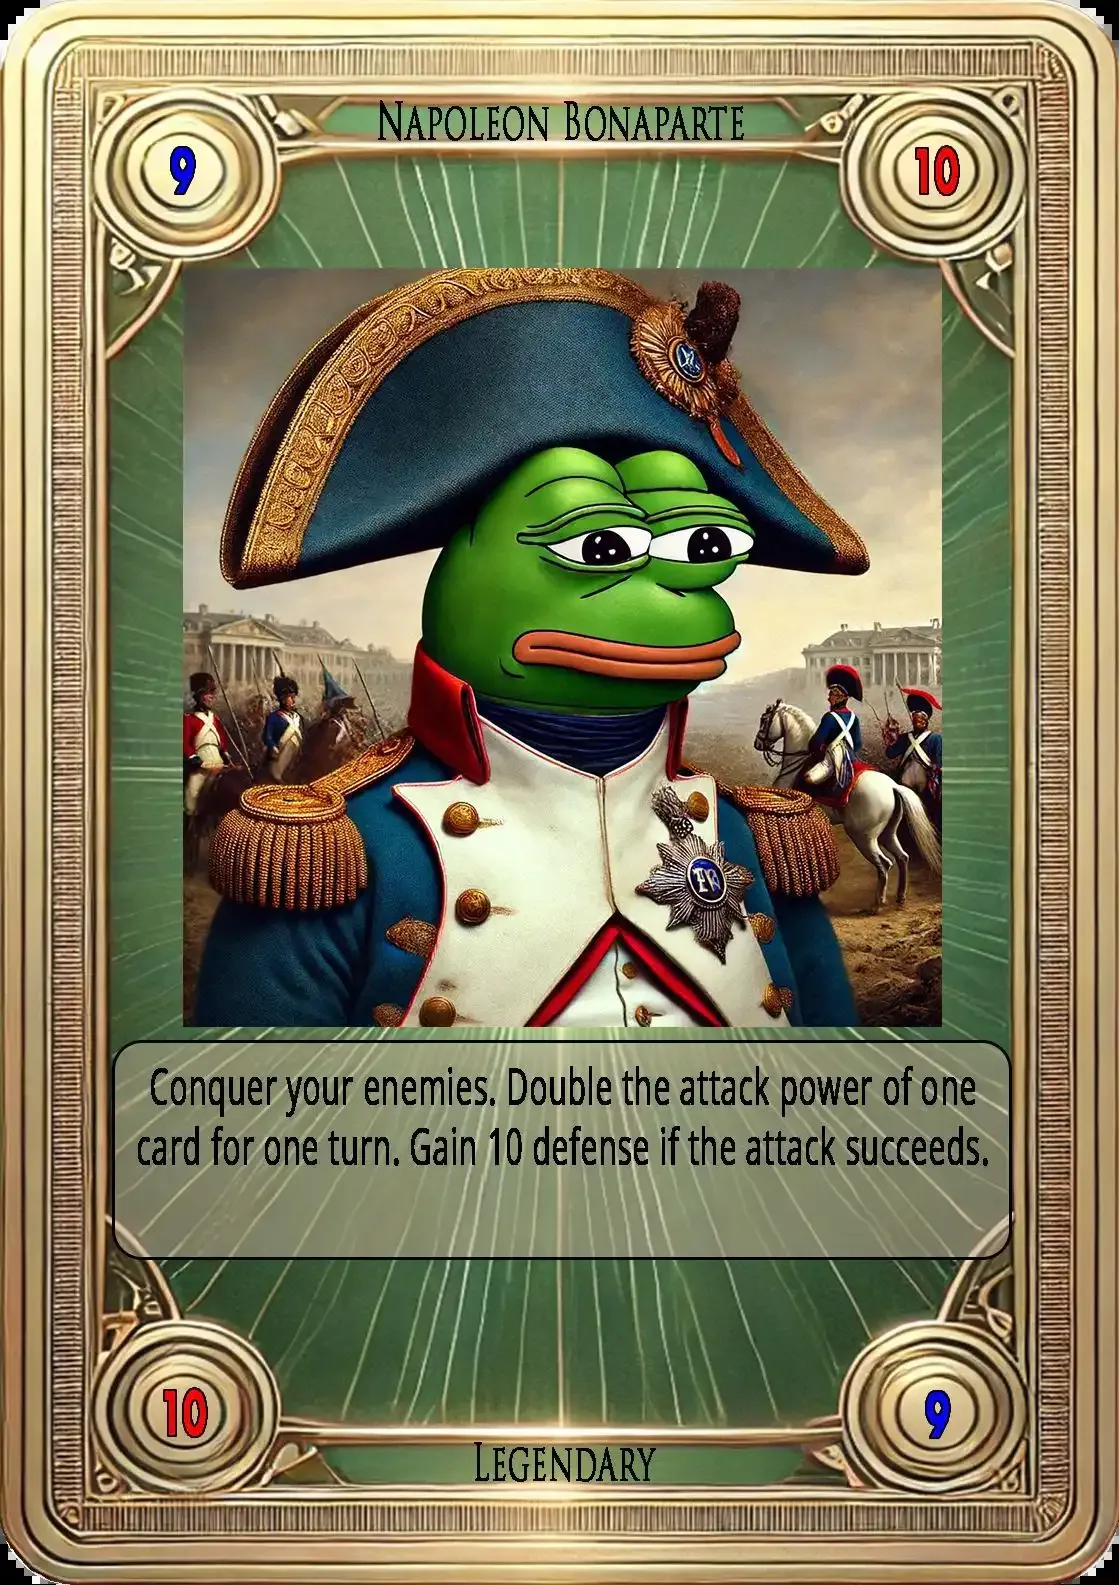 Napoleon Bonaparte
9
10
Conquer your enemies. Double the attack power of one
card for one turn. Gain 10 defense if the attack succeeds.
10
9
Legendary